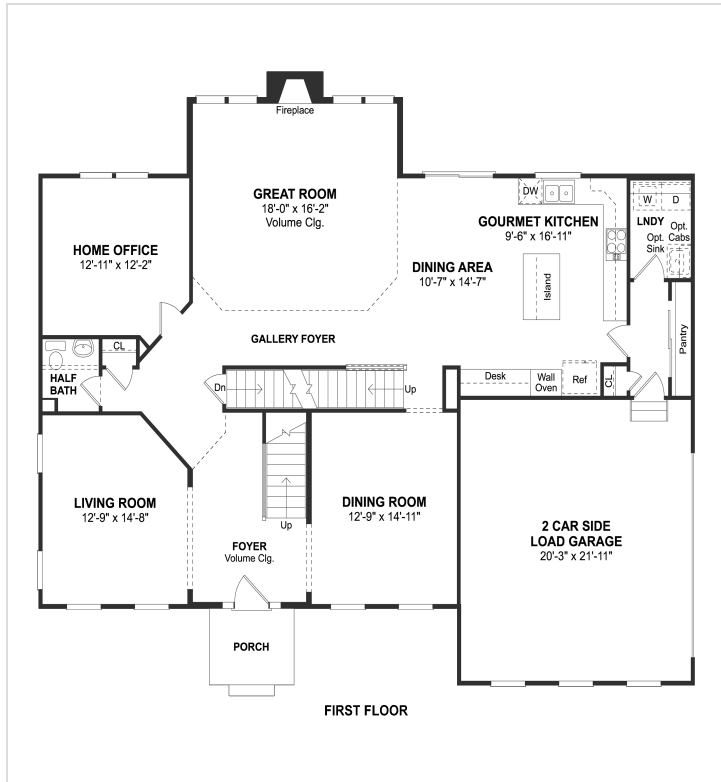 Fireplace
GREAT ROOM
18'-0" x 16'-2"
Volume Clg.
HOME OFFICE
12'-11" x 12'-2"
DW
GOURMET KITCHEN
9'-6" x 16'-11"
DINING AREA
10'-7" x 14'-7"
Island
W
D
LNDY
Opt.
Sink
Opt.
Cabs
Pantry
GALLERY FOYER
CL
HALF
BATH
Dn
Up
Desk
Wall
Oven
Ref
CL
LIVING ROOM
12'-9" x 14'-8"
Up
FOYER
Volume Clg.
DINING ROOM
12'-9" x 14'-11"
2 CAR SIDE
LOAD GARAGE
20'-3" x 21'-11"
PORCH
FIRST FLOOR